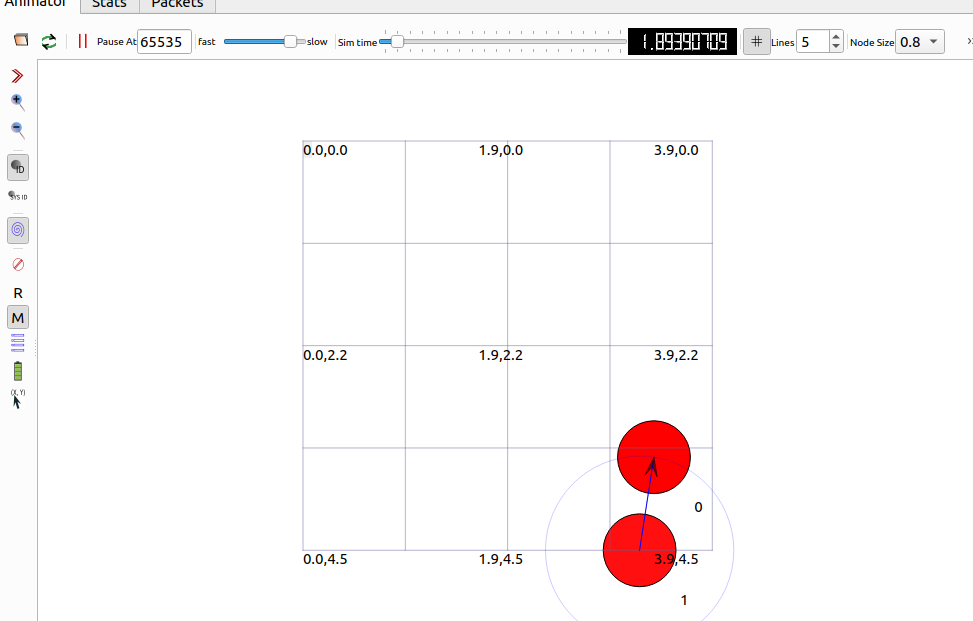 Animator Stats Packets
Pause At 65535 fast slow Sim time 1.89390709 # Lines 5 Node Size 0.8
ID
SYS ID
R
M
(X, Y)
0.0,0.0 1.9,0.0 3.9,0.0
0.0,2.2 1.9,2.2 3.9,2.2
0
0.0,4.5 1.9,4.5 3.9,4.5
1